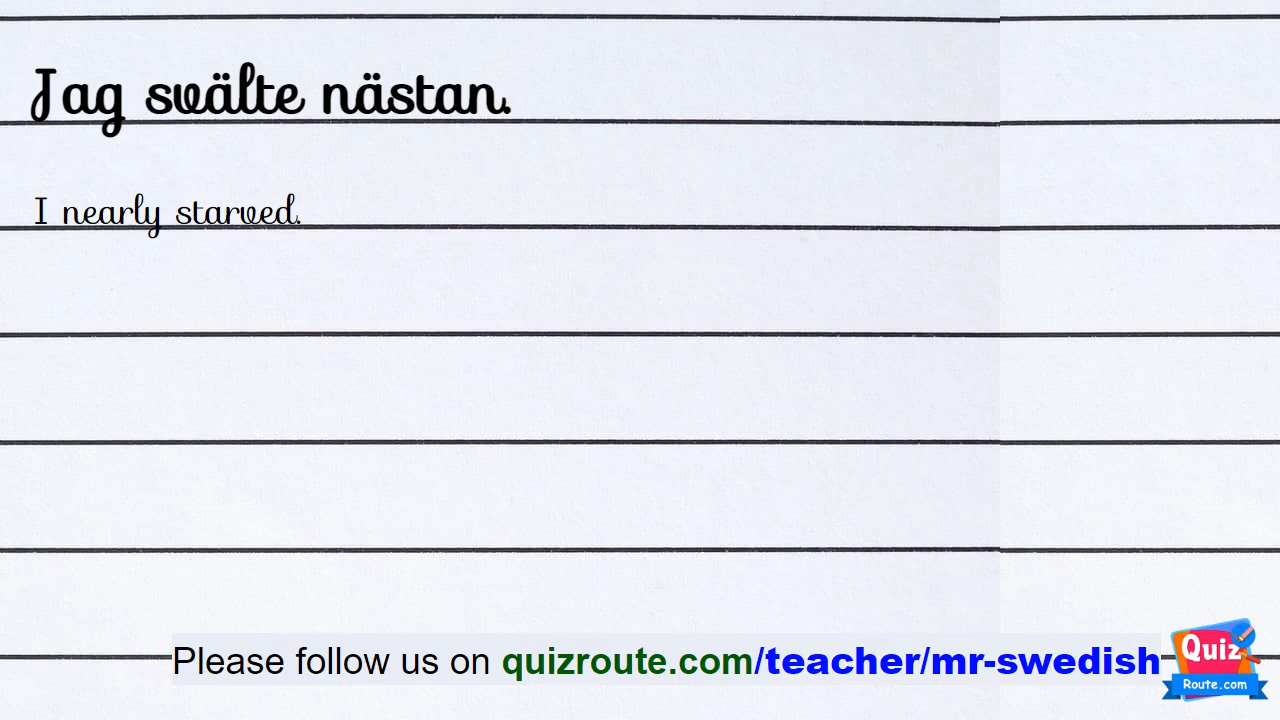 Jag svälte nästan.
I nearly starved.
Please follow us on quizroute.com/teacher/mr-swedish
Quiz
Route.com